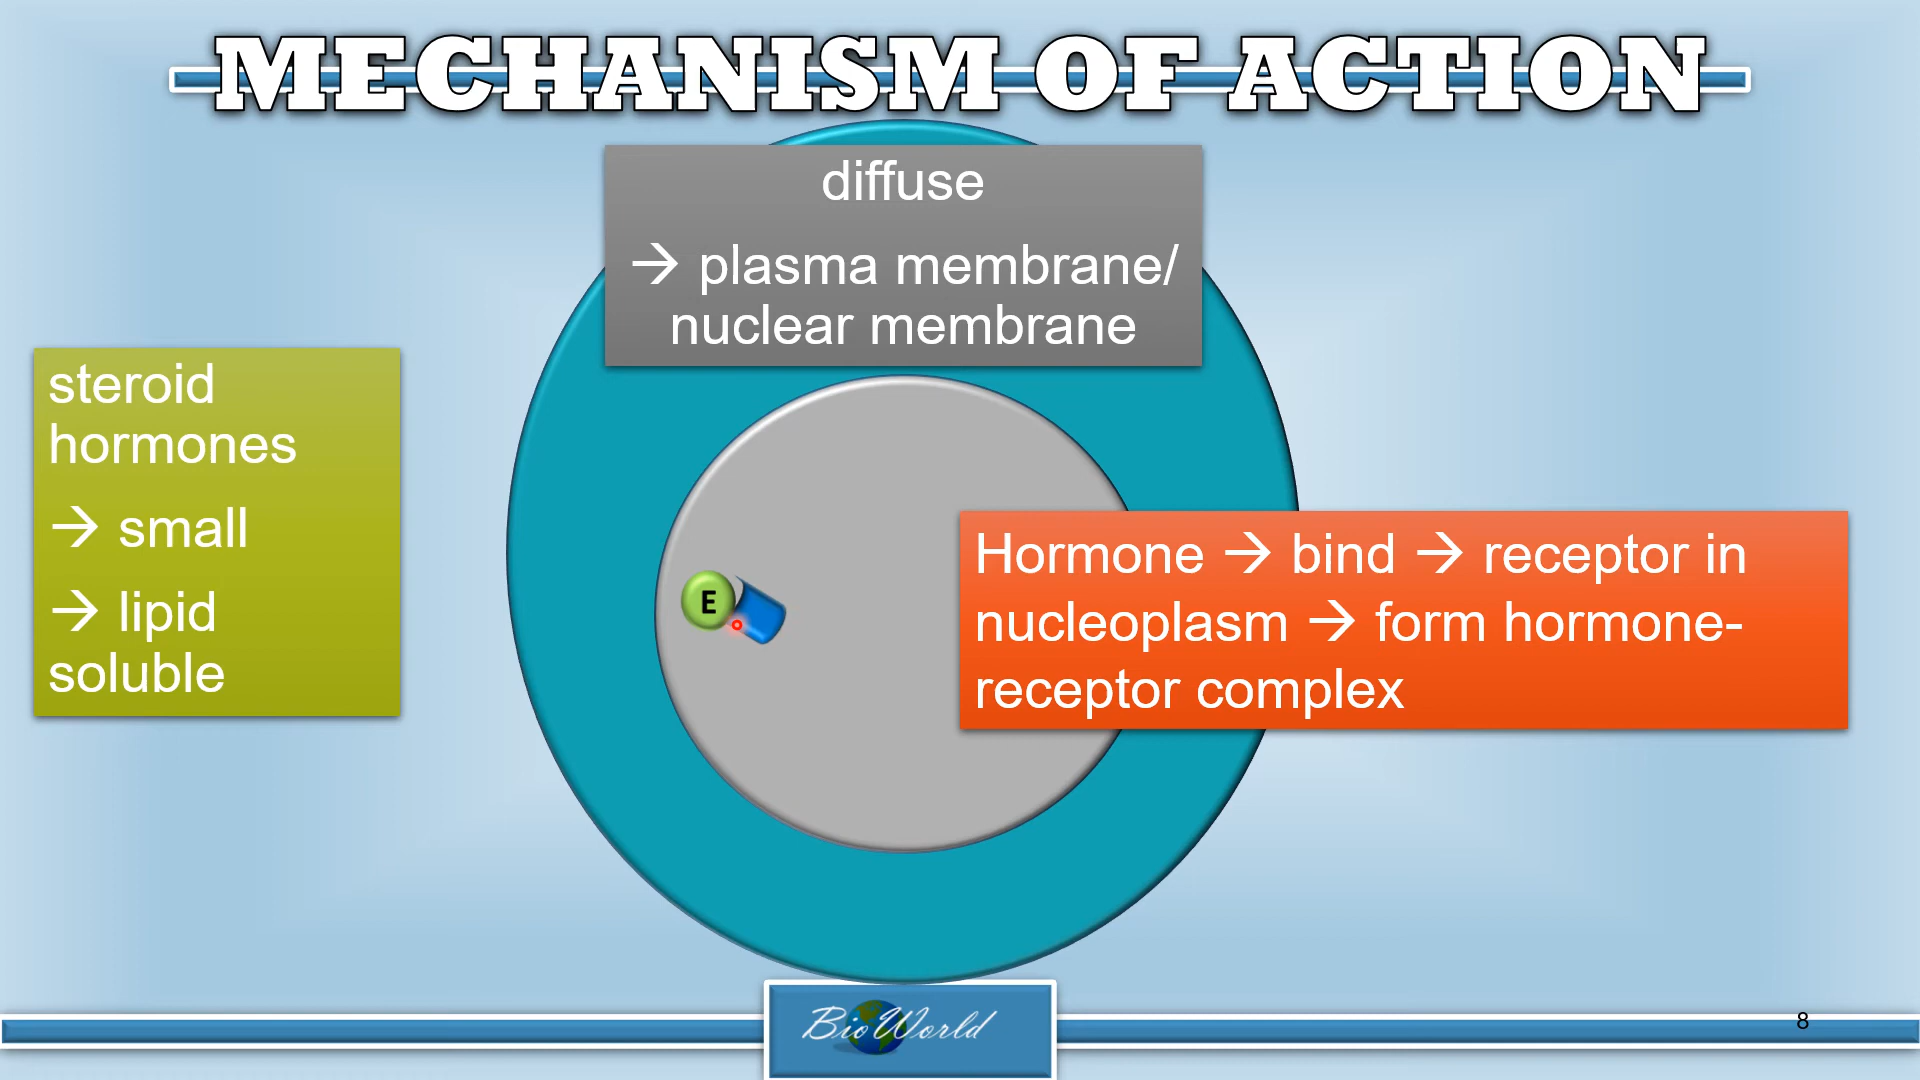 MECHANISM OF ACTION
diffuse
→ plasma membrane/
nuclear membrane
steroid
hormones
→ small
→ lipid
soluble
E
Hormone → bind → receptor in
nucleoplasm → form hormone-
receptor complex
BioWorld
8